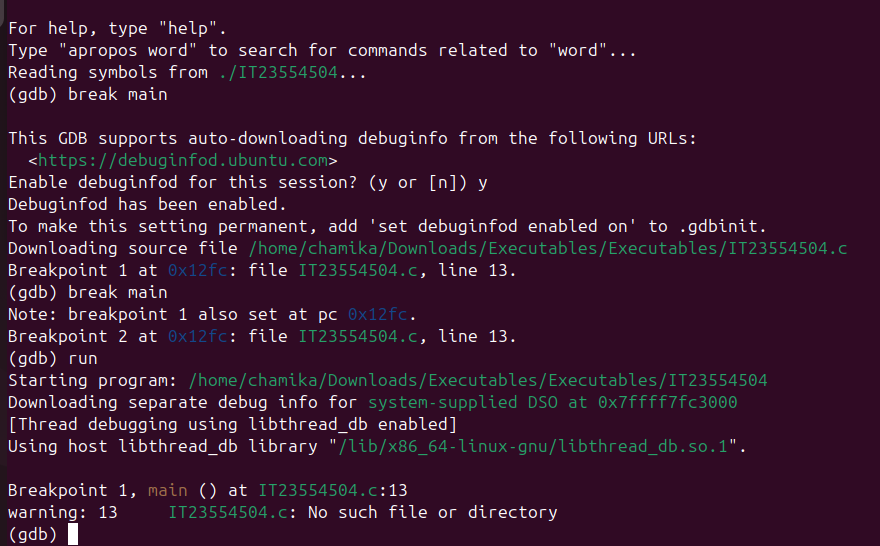 For help, type "help".
Type "apropos word" to search for commands related to "word"...
Reading symbols from ./IT23554504...
(gdb) break main
This GDB supports auto-downloading debuginfo from the following URLs:
<https://debuginfod.ubuntu.com>
Enable debuginfod for this session? (y or [n]) y
Debuginfod has been enabled.
To make this setting permanent, add 'set debuginfod enabled on' to .gdbinit.
Downloading source file /home/chamika/Downloads/Executables/Executables/IT23554504.c
Breakpoint 1 at 0x12fc: file IT23554504.c, line 13.
(gdb) break main
Note: breakpoint 1 also set at pc 0x12fc.
Breakpoint 2 at 0x12fc: file IT23554504.c, line 13.
(gdb) run
Starting program: /home/chamika/Downloads/Executables/Executables/IT23554504
Downloading separate debug info for system-supplied DSO at 0x7ffff7fc3000
[Thread debugging using libthread_db enabled]
Using host libthread_db library "/lib/x86_64-linux-gnu/libthread_db.so.1".
Breakpoint 1, main () at IT23554504.c:13
warning: 13 IT23554504.c: No such file or directory
(gdb)